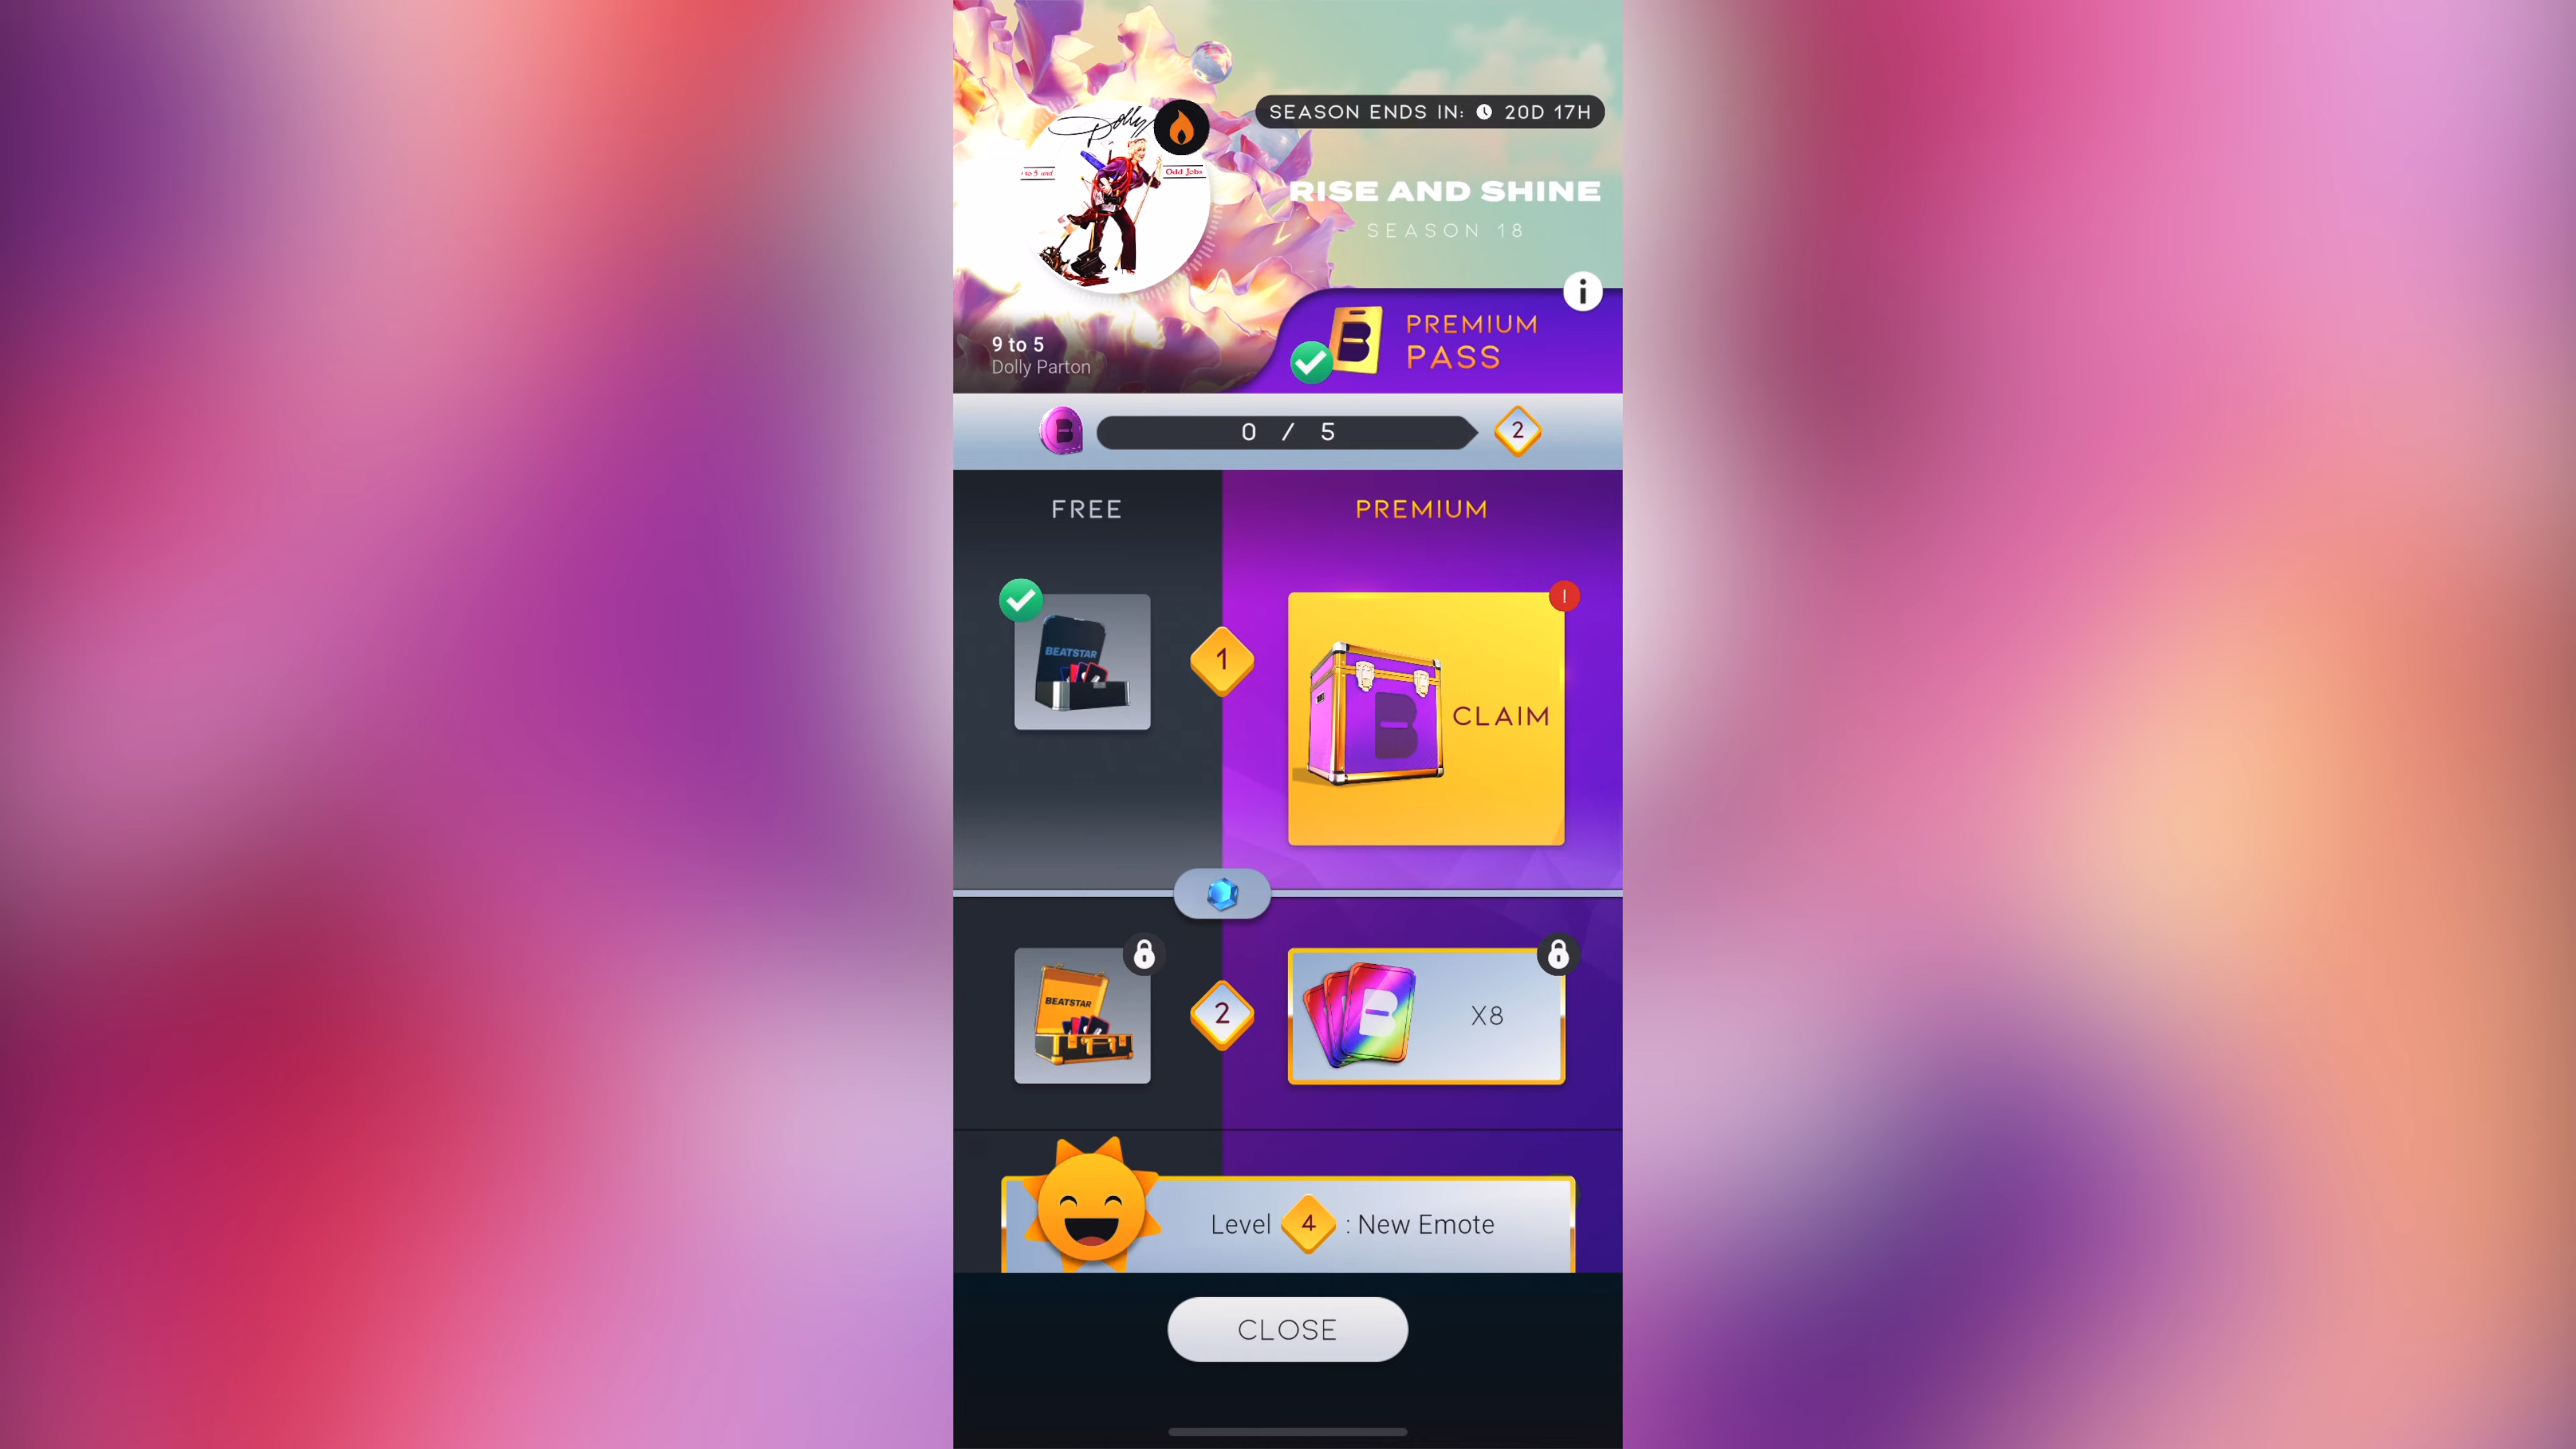 SEASON ENDS IN: 20D 17H
Dolly
to 5 and
Odd Jobs
RISE AND SHINE
SEASON 18
9 to 5
Dolly Parton
PREMIUM
PASS
0 / 5
2
FREE
PREMIUM
BEATSTAR
1
CLAIM
BEATSTAR
2
X8
Level 4 : New Emote
CLOSE